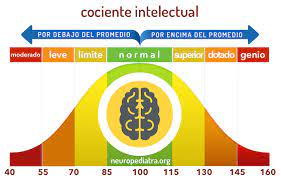 cociente intelectual
POR DEBAJO DEL PROMEDIO POR ENCIMA DEL PROMEDIO
moderado leve límite normal superior dotado genio
neuropediatra.org
40 55 70 85 100 115 130 145 160